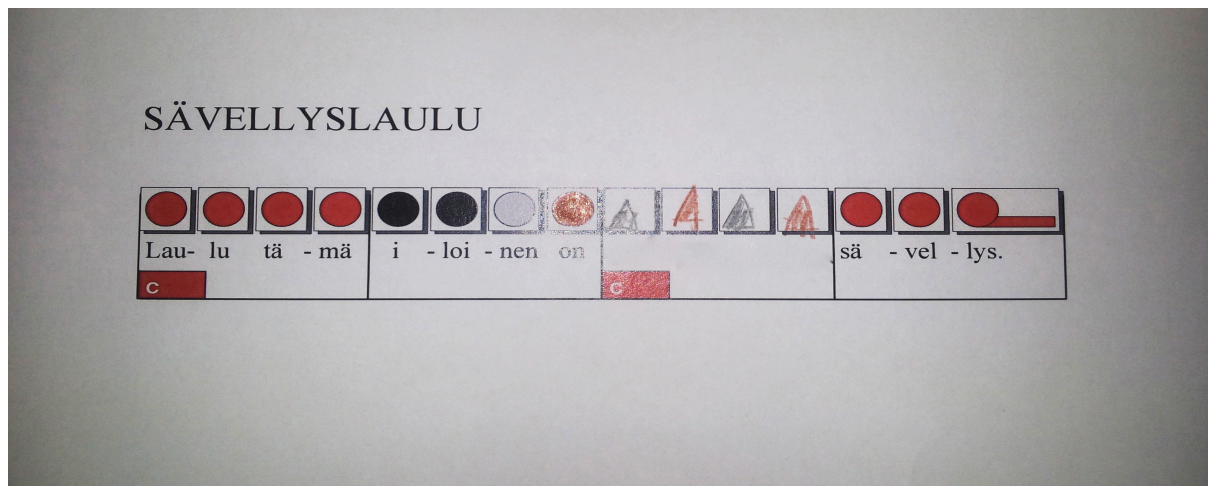 SÄVELLYSLAULU
Lau- lu tä - mä i - loi - nen on sä - vel - lys.
C C